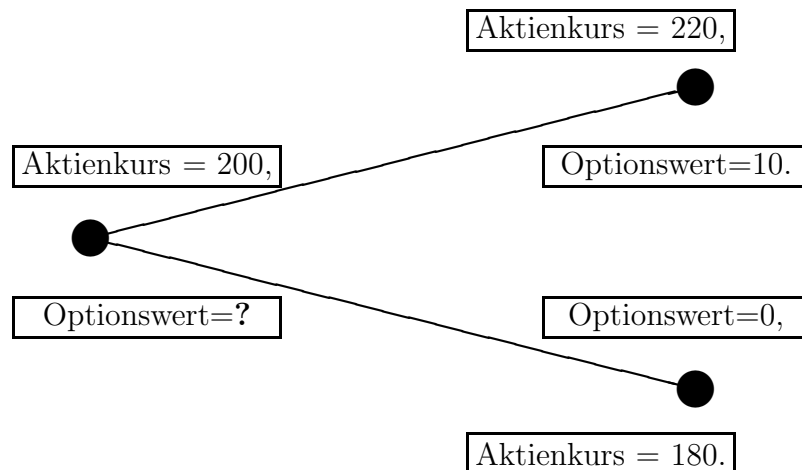 Aktienkurs = 220,
Aktienkurs = 200,
Optionswert=10.
Optionswert=?
Optionswert=0,
Aktienkurs = 180.